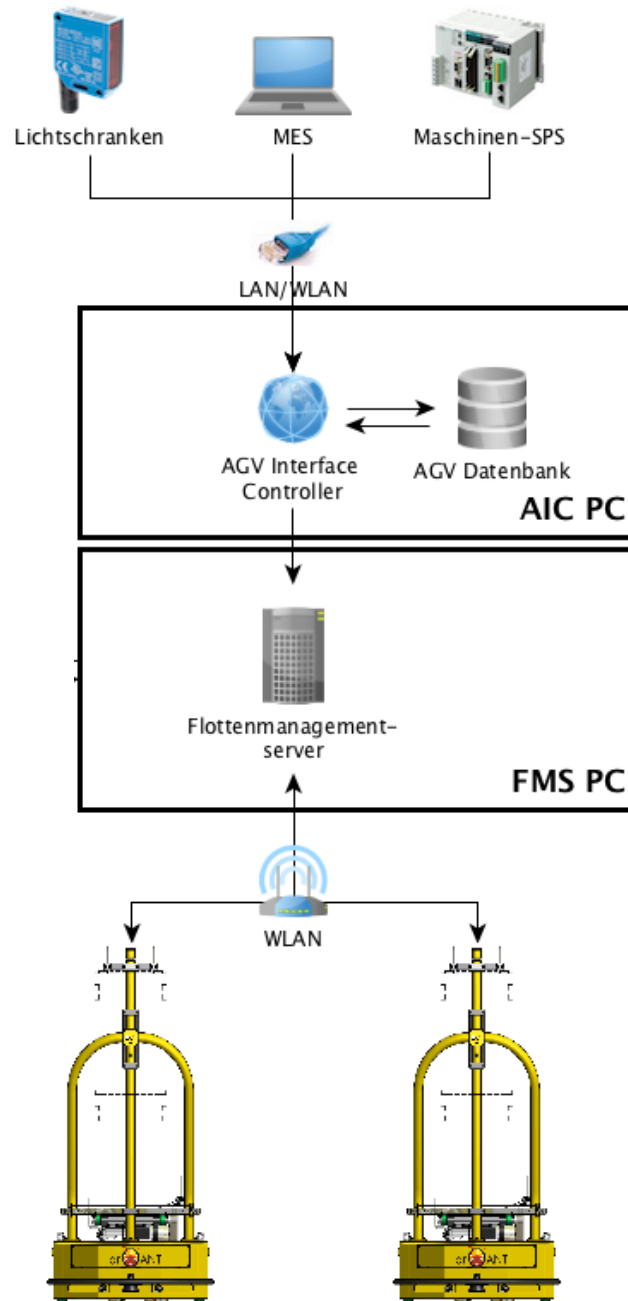 Lichtschranken
MES
Maschinen-SPS
LAN/WLAN
AGV Interface
Controller
AGV Datenbank
AIC PC
Flottenmanagement-
server
FMS PC
WLAN